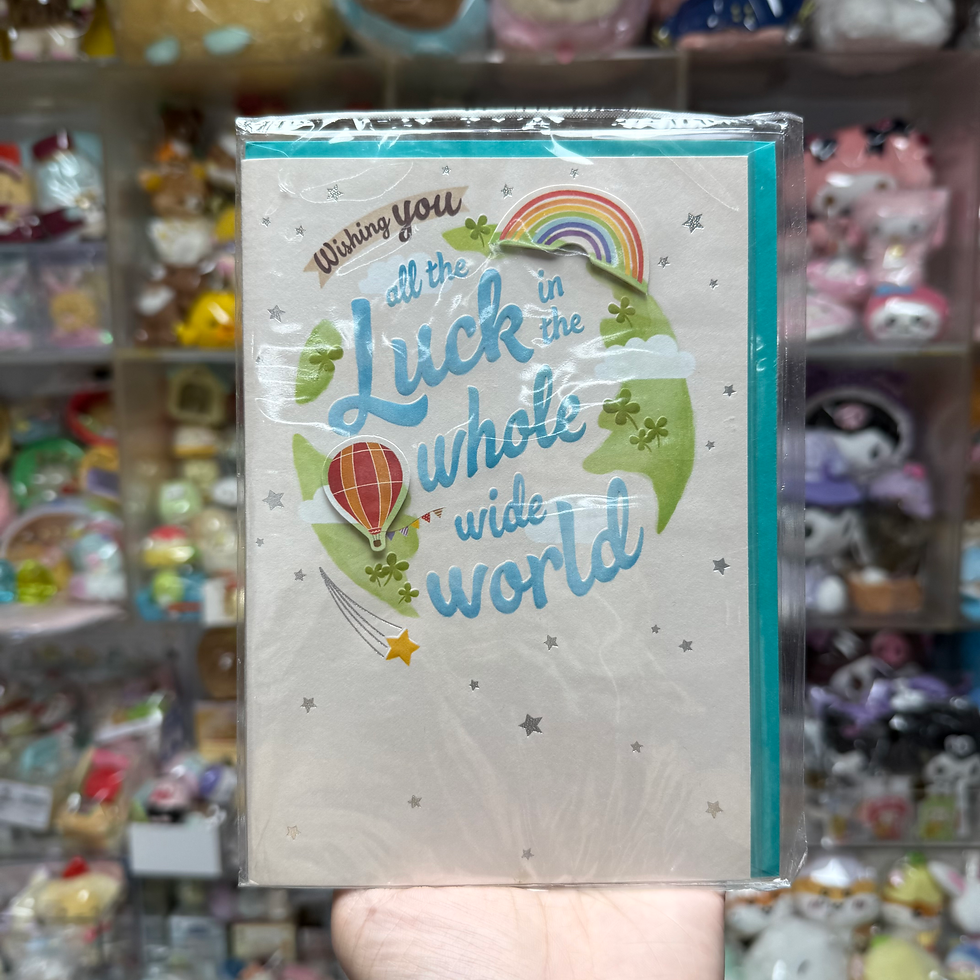 Wishing you
all the
Luck in
the
whole
wide
world